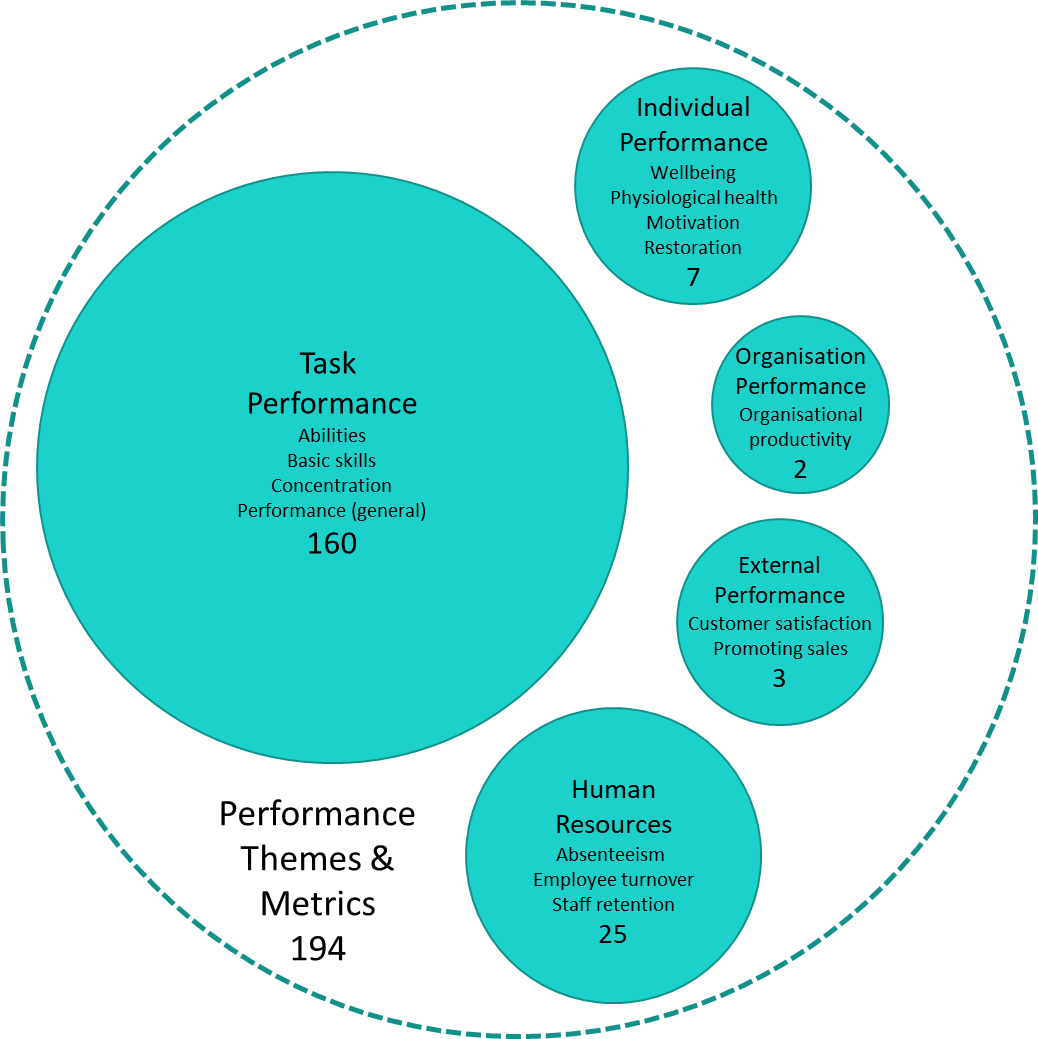 Individual
Performance
Wellbeing
Physiological health
Motivation
Restoration
7
Task
Performance
Abilities
Basic skills
Concentration
Performance (general)
160
Organisation
Performance
Organisational
productivity
2
External
Performance
Customer satisfaction
Promoting sales
3
Human
Resources
Absenteeism
Employee turnover
Staff retention
25
Performance
Themes &
Metrics
194